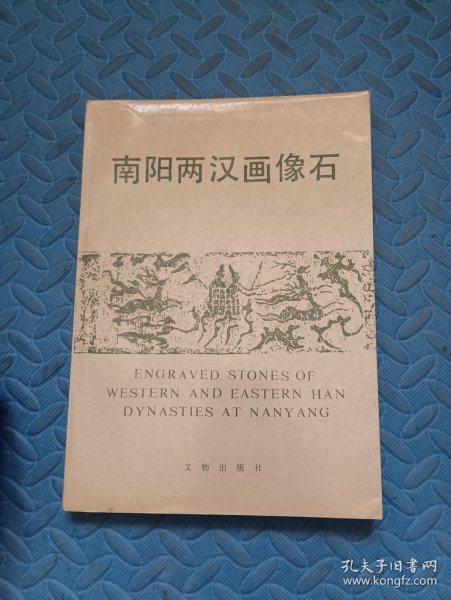 南阳两汉画像石
ENGRAVED STONES OF
WESTERN AND EASTERN HAN
DYNASTIES AT NANYANG
文物出版社
孔夫子旧书网
www.kongfz.com